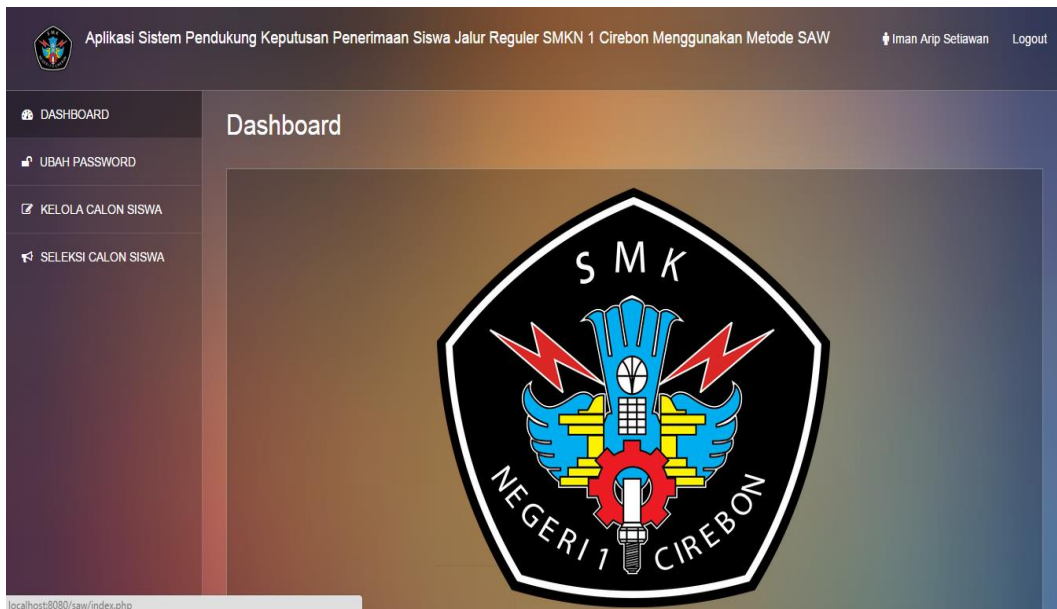 Aplikasi Sistem Pendukung Keputusan Penerimaan Siswa Jalur Reguler SMKN 1 Cirebon Menggunakan Metode SAW
Iman Arip Setiawan
Logout
DASHBOARD
UBAH PASSWORD
KELOLA CALON SISWA
SELEKSI CALON SISWA
Dashboard
SMK
NEGERI 1 CIREBON
localhost:8080/saw/index.php